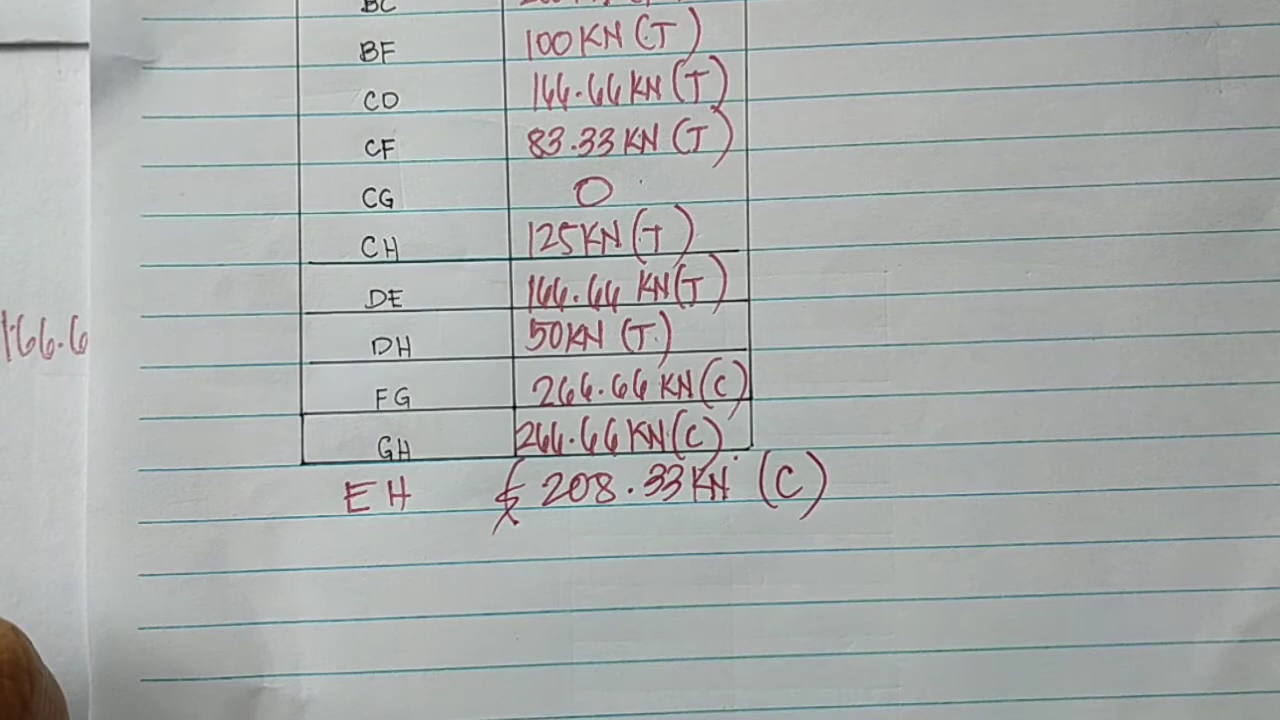 BC
BF 100KN (T)
CD 166.66KN (T)
CF 83.33KN (T)
CG 0
CH 125KN (T)
DE 166.66 KN (T)
DH 50KN (T)
FG 266.66 KN (C)
GH 266.66KN (C)
EH 208.33KN (C)
166.6